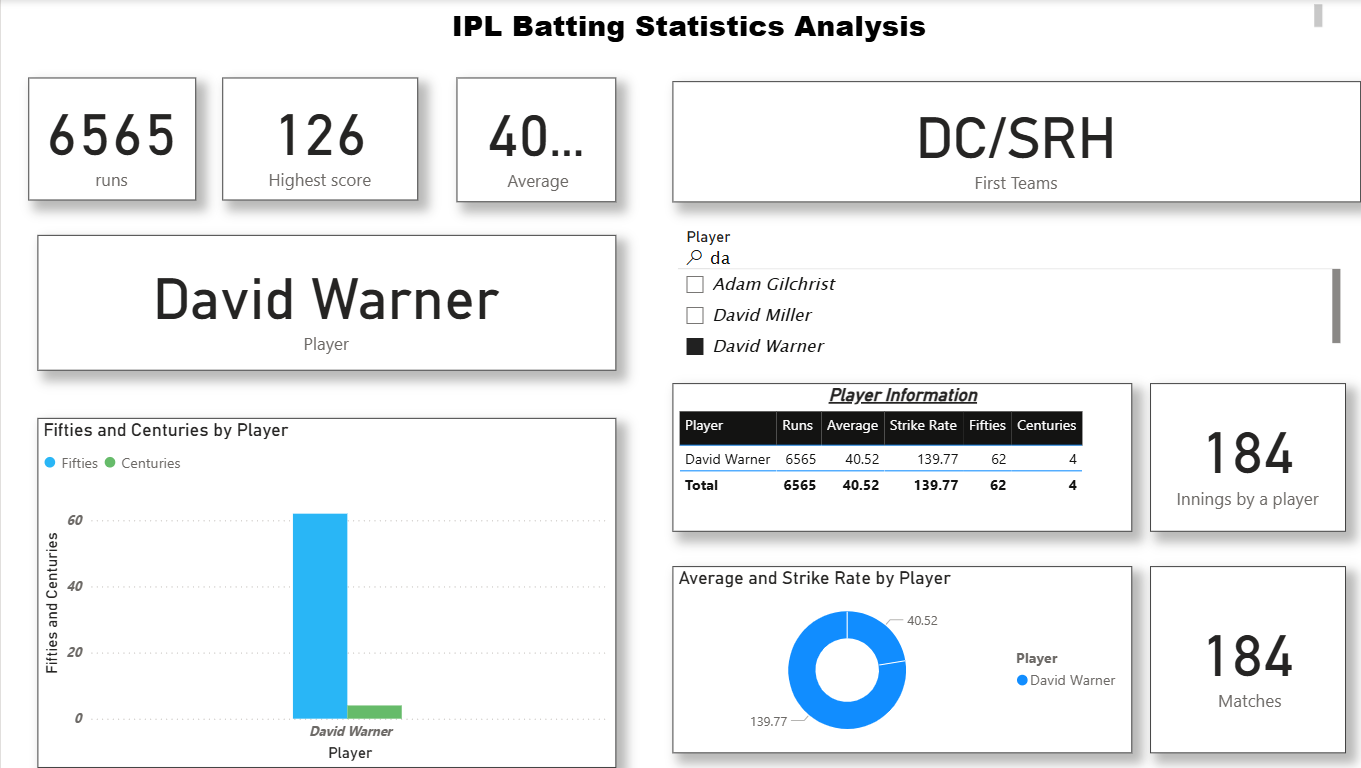 IPL Batting Statistics Analysis
6565
runs
126
Highest score
40...
Average
DC/SRH
First Teams
David Warner
Player
Player
da
Adam Gilchrist
David Miller
David Warner
Fifties and Centuries by Player
Fifties Centuries
60
40
20
0
Fifties and Centuries
David Warner
Player
Player Information
Player Runs Average Strike Rate Fifties Centuries
David Warner 6565 40.52 139.77 62 4
Total 6565 40.52 139.77 62 4
184
Innings by a player
Average and Strike Rate by Player
40.52
139.77
Player
David Warner
184
Matches